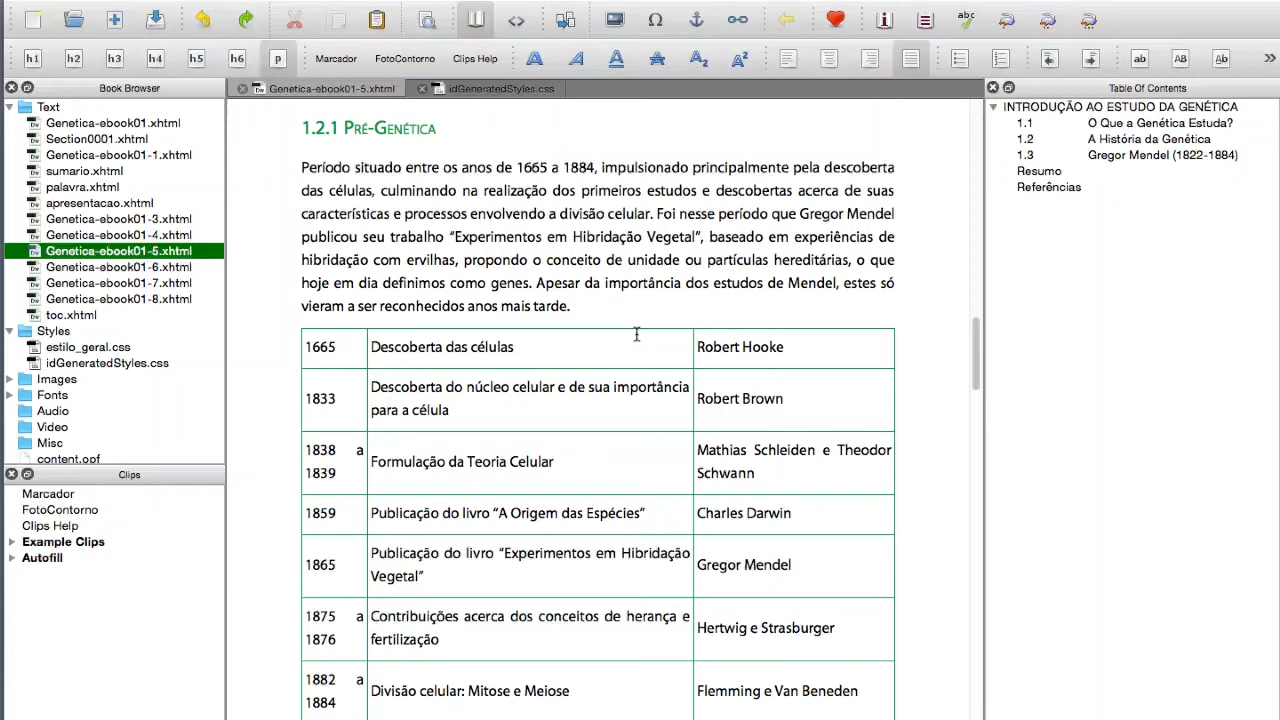 h1 h2 h3 h4 h5 h6 p Marcador FotoContorno Clips Help
Book Browser
Text
Genetica-ebook01.xhtml
Section0001.xhtml
Genetica-ebook01-1.xhtml
sumario.xhtml
palavra.xhtml
apresentacao.xhtml
Genetica-ebook01-3.xhtml
Genetica-ebook01-4.xhtml
Genetica-ebook01-5.xhtml
Genetica-ebook01-6.xhtml
Genetica-ebook01-7.xhtml
Genetica-ebook01-8.xhtml
toc.xhtml
Styles
estilo_geral.css
idGeneratedStyles.css
Images
Fonts
Audio
Video
Misc
content.opf
Clips
Marcador
FotoContorno
Clips Help
Example Clips
Autofill
Genetica-ebook01-5.xhtml idGeneratedStyles.css
1.2.1 Pré-Genética
Período situado entre os anos de 1665 a 1884, impulsionado principalmente pela descoberta
das células, culminando na realização dos primeiros estudos e descobertas acerca de suas
características e processos envolvendo a divisão celular. Foi nesse período que Gregor Mendel
publicou seu trabalho “Experimentos em Hibridação Vegetal”, baseado em experiências de
hibridação com ervilhas, propondo o conceito de unidade ou partículas hereditárias, o que
hoje em dia definimos como genes. Apesar da importância dos estudos de Mendel, estes só
vieram a ser reconhecidos anos mais tarde.
1665 Descoberta das células Robert Hooke
1833 Descoberta do núcleo celular e de sua importância
para a célula Robert Brown
1838 a
1839 Formulação da Teoria Celular Mathias Schleiden e Theodor
Schwann
1859 Publicação do livro “A Origem das Espécies” Charles Darwin
1865 Publicação do livro “Experimentos em Hibridação
Vegetal” Gregor Mendel
1875 a
1876 Contribuições acerca dos conceitos de herança e
fertilização Hertwig e Strasburger
1882 a
1884 Divisão celular: Mitose e Meiose Flemming e Van Beneden
Table Of Contents
INTRODUÇÃO AO ESTUDO DA GENÉTICA
1.1 O Que a Genética Estuda?
1.2 A História da Genética
1.3 Gregor Mendel (1822-1884)
Resumo
Referências